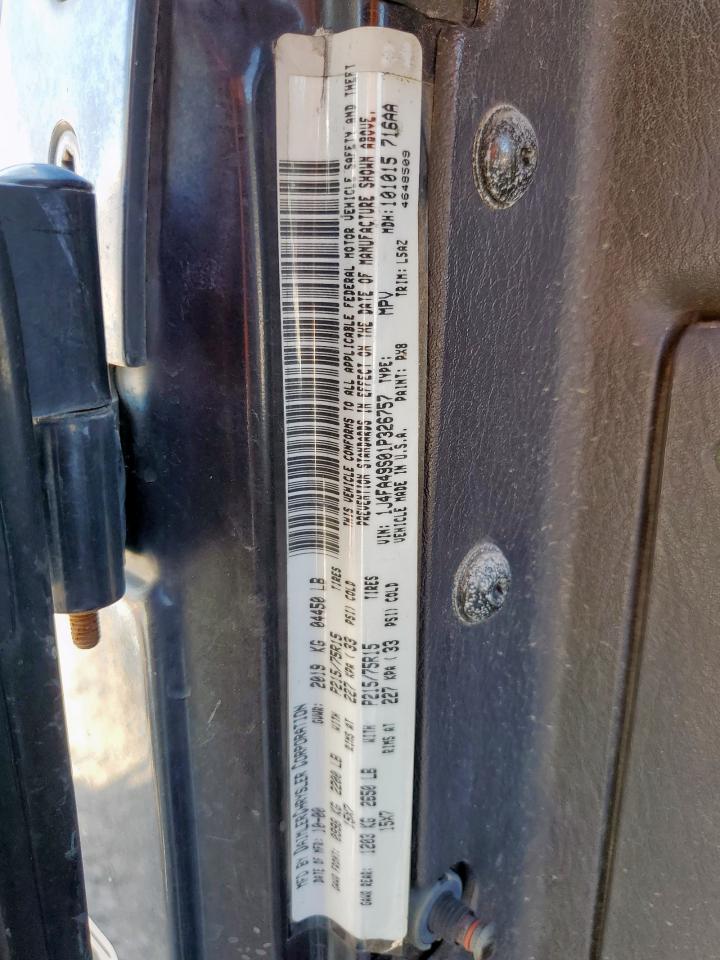 MFD BY DAIMLERCHRYSLER CORPORATION
DATE OF MFR: 10-00 GVWR: 2019 KG 04450 LB
GAWR FRONT: 0998 KG 2200 LB WITH P215/75R15 TIRES
15X7 RIMS AT 227 KPA ( 33 PSI) COLD
GAWR REAR: 1203 KG 2650 LB WITH P215/75R15 TIRES
15X7 RIMS AT 227 KPA ( 33 PSI) COLD
THIS VEHICLE CONFORMS TO ALL APPLICABLE FEDERAL MOTOR VEHICLE SAFETY AND THEFT
PREVENTION STANDARDS IN EFFECT ON THE DATE OF MANUFACTURE SHOWN ABOVE.
VIN: 1J4FA49S01P326757 TYPE: MPV MDH: 101015 716AA
VEHICLE MADE IN U.S.A. PAINT: PX8 TRIM: L5AZ 4648509